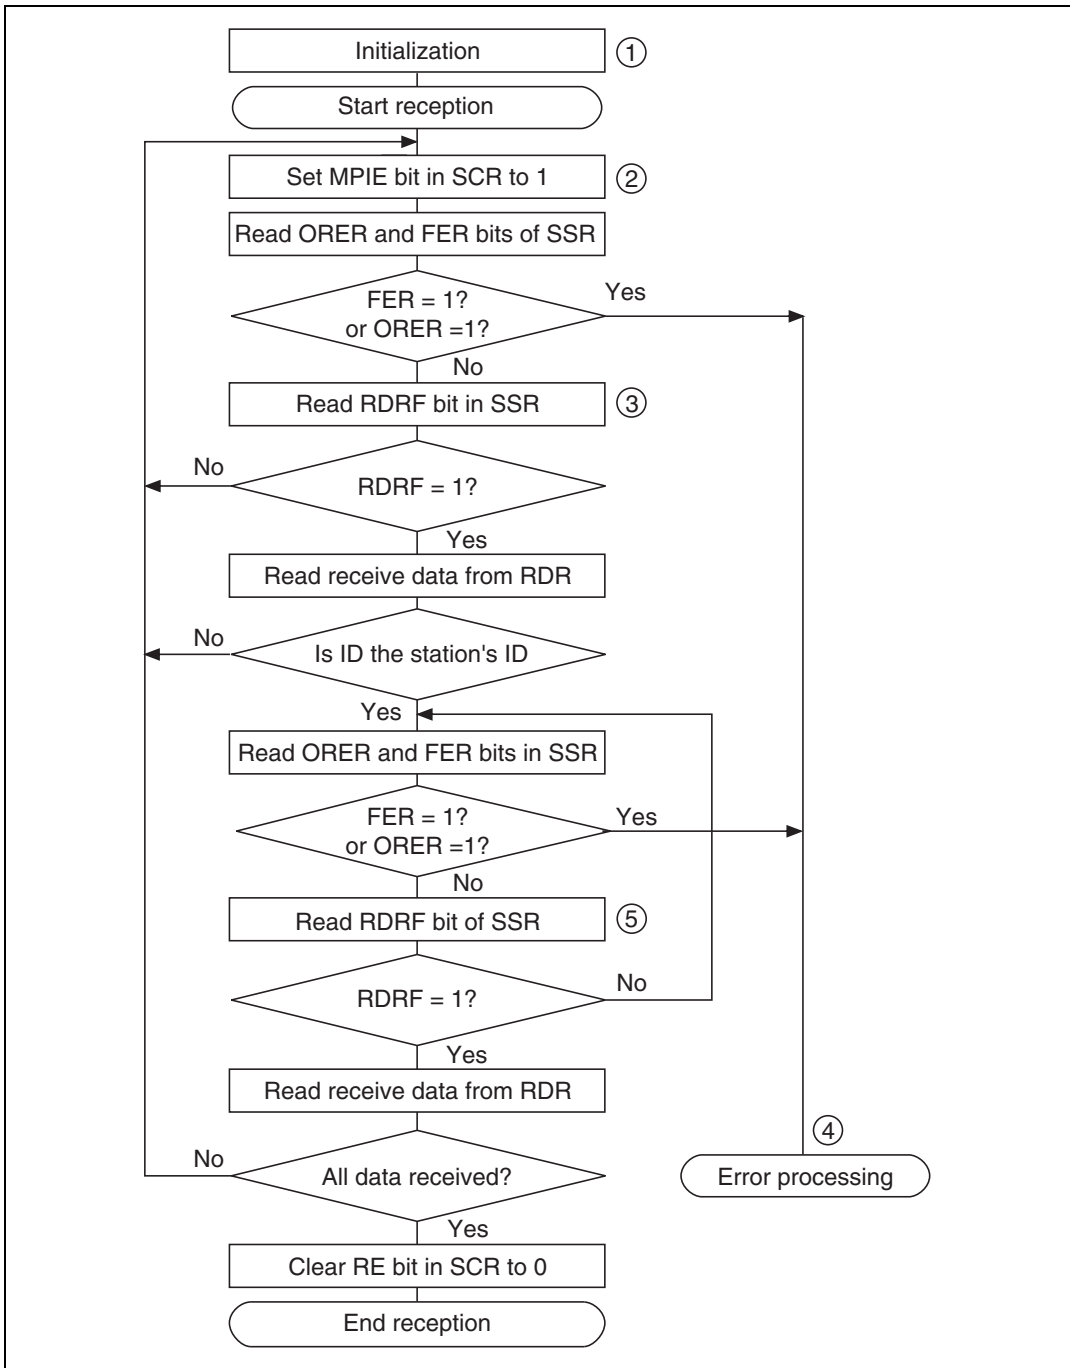 Initialization
①
Start reception
Set MPIE bit in SCR to 1
②
Read ORER and FER bits of SSR
FER = 1?
or ORER =1?
Yes
No
Read RDRF bit in SSR
③
No
RDRF = 1?
Yes
Read receive data from RDR
No
Is ID the station's ID
Yes
Read ORER and FER bits in SSR
FER = 1?
or ORER =1?
Yes
No
Read RDRF bit of SSR
⑤
RDRF = 1?
No
Yes
Read receive data from RDR
④
No
All data received?
Error processing
Yes
Clear RE bit in SCR to 0
End reception